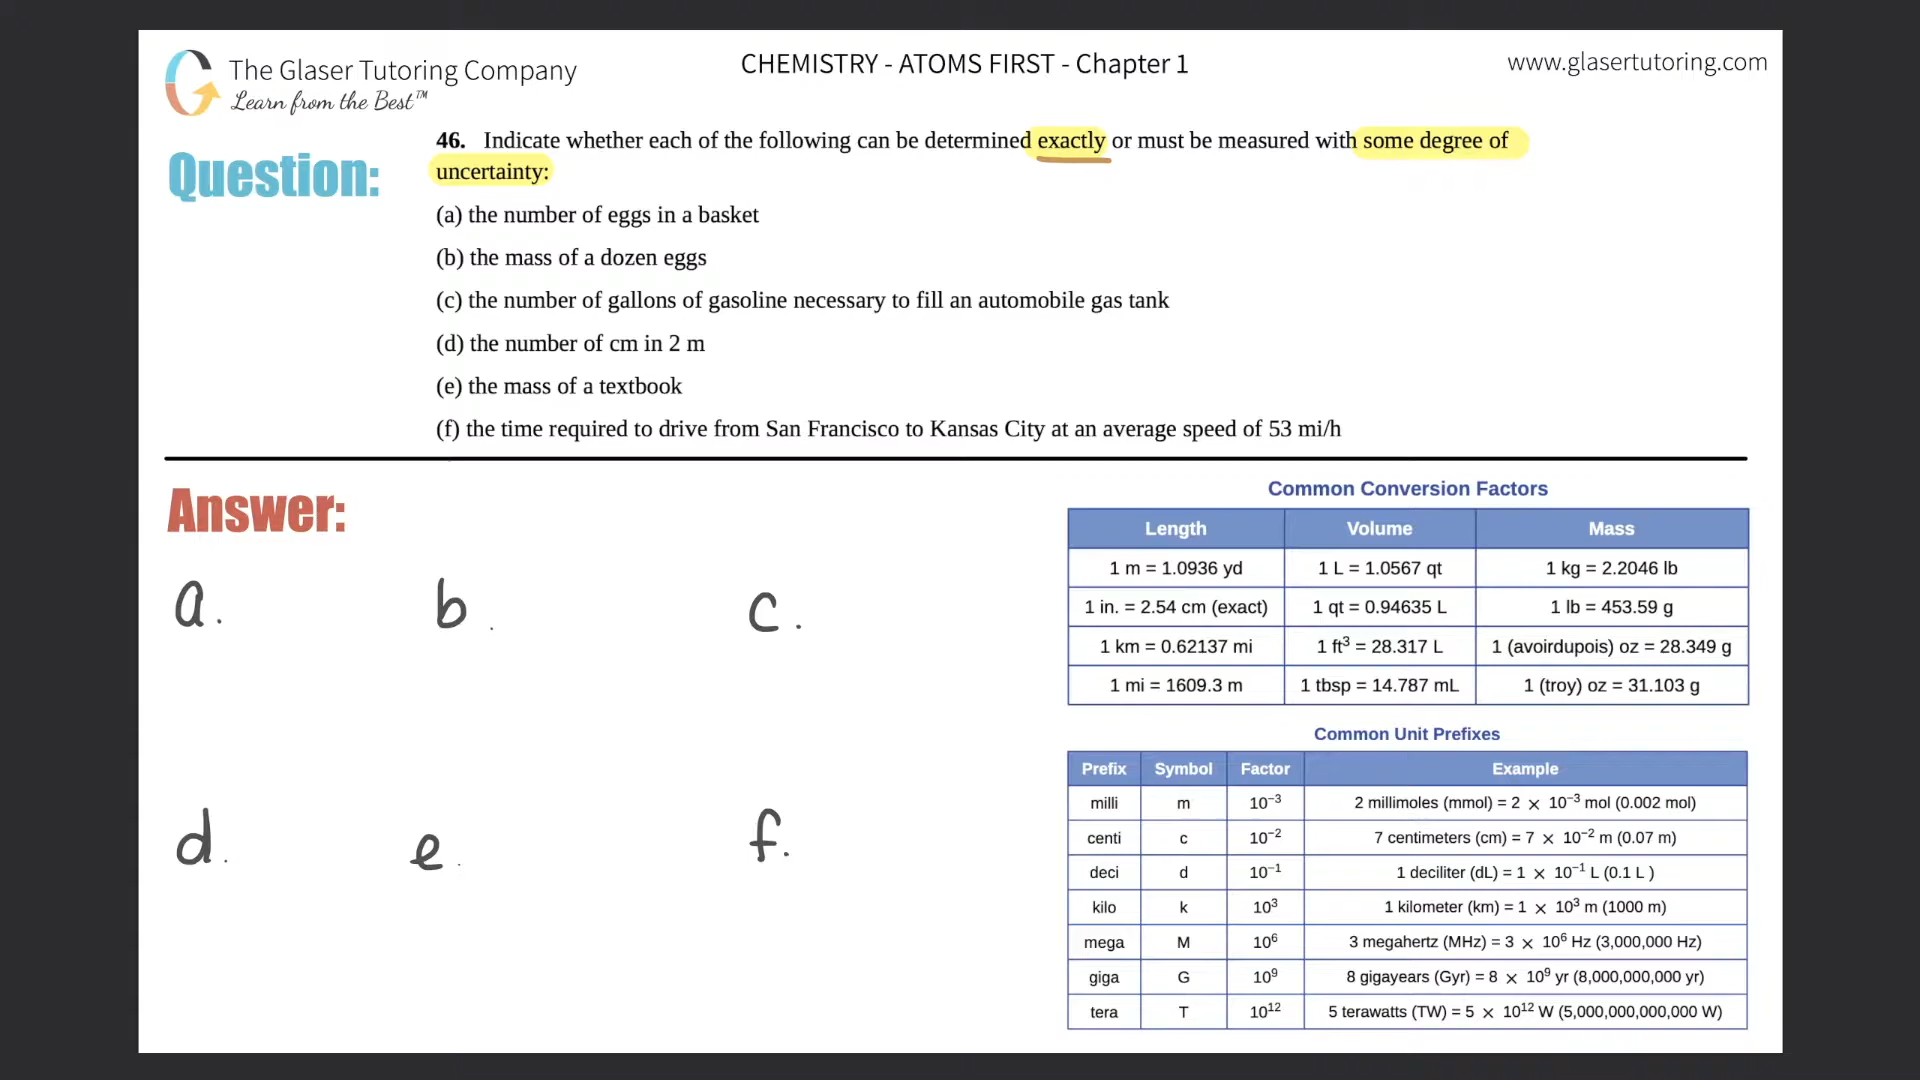 The Glaser Tutoring Company
Learn from the Best™
CHEMISTRY - ATOMS FIRST - Chapter 1
www.glasertutoring.com
Question:
46. Indicate whether each of the following can be determined exactly or must be measured with some degree of
uncertainty:
(a) the number of eggs in a basket
(b) the mass of a dozen eggs
(c) the number of gallons of gasoline necessary to fill an automobile gas tank
(d) the number of cm in 2 m
(e) the mass of a textbook
(f) the time required to drive from San Francisco to Kansas City at an average speed of 53 mi/h
Answer:
a. b. c.
d. e. f.
Common Conversion Factors
Length Volume Mass
1 m = 1.0936 yd 1 L = 1.0567 qt 1 kg = 2.2046 lb
1 in. = 2.54 cm (exact) 1 qt = 0.94635 L 1 lb = 453.59 g
1 km = 0.62137 mi 1 ft³ = 28.317 L 1 (avoirdupois) oz = 28.349 g
1 mi = 1609.3 m 1 tbsp = 14.787 mL 1 (troy) oz = 31.103 g
Common Unit Prefixes
Prefix Symbol Factor Example
milli m 10⁻³ 2 millimoles (mmol) = 2 × 10⁻³ mol (0.002 mol)
centi c 10⁻² 7 centimeters (cm) = 7 × 10⁻² m (0.07 m)
deci d 10⁻¹ 1 deciliter (dL) = 1 × 10⁻¹ L (0.1 L )
kilo k 10³ 1 kilometer (km) = 1 × 10³ m (1000 m)
mega M 10⁶ 3 megahertz (MHz) = 3 × 10⁶ Hz (3,000,000 Hz)
giga G 10⁹ 8 gigayears (Gyr) = 8 × 10⁹ yr (8,000,000,000 yr)
tera T 10¹² 5 terawatts (TW) = 5 × 10¹² W (5,000,000,000,000 W)